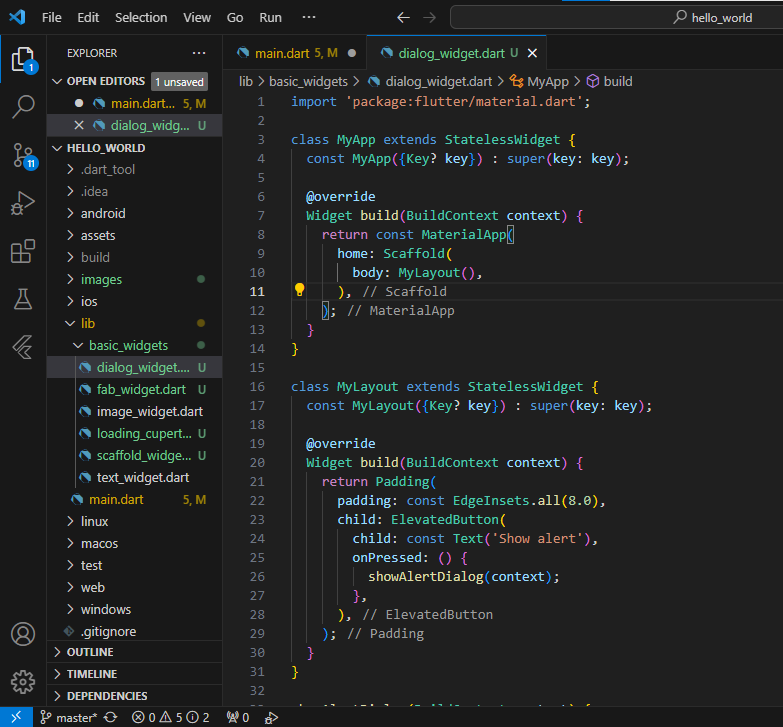 File Edit Selection View Go Run ··· hello_world
EXPLORER ···
OPEN EDITORS 1 unsaved
main.dart... 5, M
dialog_widg... U
HELLO_WORLD
.dart_tool
.idea
android
assets
build
images
ios
lib
basic_widgets
dialog_widget.... U
fab_widget.dart U
image_widget.dart
loading_cupert... U
scaffold_widge... U
text_widget.dart
main.dart 5, M
linux
macos
test
web
windows
.gitignore
OUTLINE
TIMELINE
DEPENDENCIES
1
11
main.dart 5, M
dialog_widget.dart U
lib > basic_widgets > dialog_widget.dart > MyApp > build
1 import 'package:flutter/material.dart';
2
3 class MyApp extends StatelessWidget {
4 const MyApp({Key? key}) : super(key: key);
5
6 @override
7 Widget build(BuildContext context) {
8 return const MaterialApp(
9 home: Scaffold(
10 body: MyLayout(),
11 ), // Scaffold
12 ); // MaterialApp
13 }
14 }
15
16 class MyLayout extends StatelessWidget {
17 const MyLayout({Key? key}) : super(key: key);
18
19 @override
20 Widget build(BuildContext context) {
21 return Padding(
22 padding: const EdgeInsets.all(8.0),
23 child: ElevatedButton(
24 child: const Text('Show alert'),
25 onPressed: () {
26 showAlertDialog(context);
27 },
28 ), // ElevatedButton
29 ); // Padding
30 }
31 }
32
master* 0 5 2 0